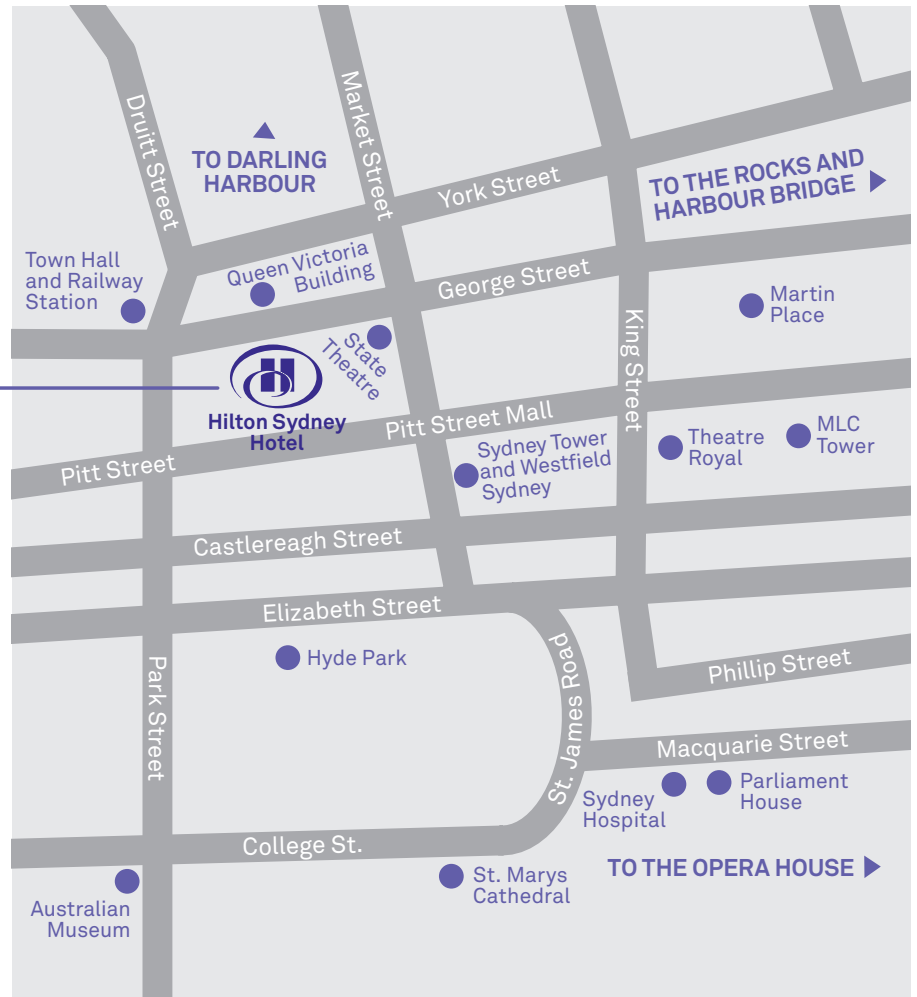 Druitt Street
Market Street
TO DARLING
HARBOUR
York Street
TO THE ROCKS AND
HARBOUR BRIDGE
Town Hall
and Railway
Station
Queen Victoria
Building
George Street
Martin
Place
State
Theatre
King Street
Hilton Sydney
Hotel
Pitt Street Mall
Pitt Street
Sydney Tower
and Westfield
Sydney
Theatre
Royal
MLC
Tower
Castlereagh Street
Elizabeth Street
Hyde Park
Park Street
St. James Road
Phillip Street
Macquarie Street
Sydney
Hospital
Parliament
House
College St.
TO THE OPERA HOUSE
St. Marys
Cathedral
Australian
Museum